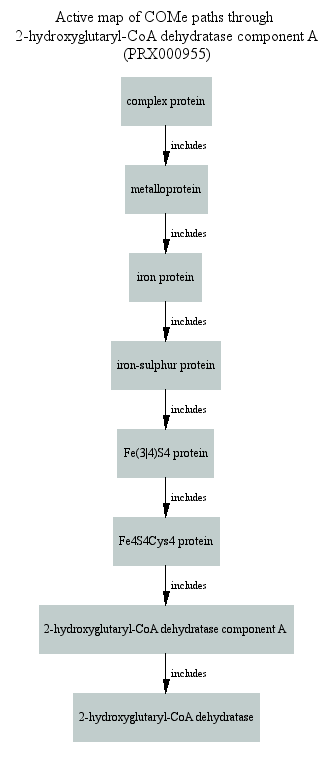 Active map of COMe paths through
2-hydroxyglutaryl-CoA dehydratase component A
(PRX000955)
complex protein
includes
metalloprotein
includes
iron protein
includes
iron-sulphur protein
includes
Fe(3|4)S4 protein
includes
Fe4S4Cys4 protein
includes
2-hydroxyglutaryl-CoA dehydratase component A
includes
2-hydroxyglutaryl-CoA dehydratase